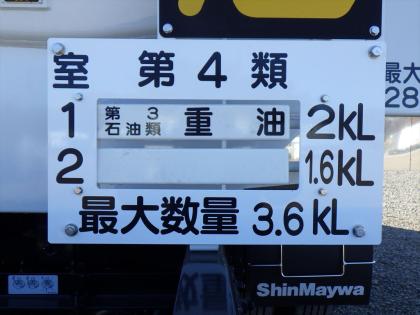 室 第4類
1 第3石油類 重油 2KL
2 1.6KL
最大数量 3.6KL
最大
28
ShinMaywa